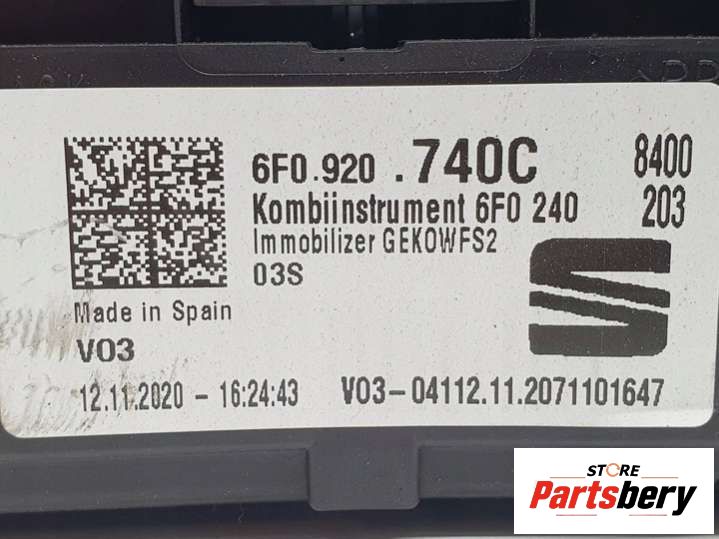 6F0.920 .740C 8400
Kombiinstrument 6F0 240 203
Immobilizer GEKOWFS2
03S
Made in Spain
V03
12.11.2020 - 16:24:43 V03-04112.11.2071101647
STORE
Partsbery